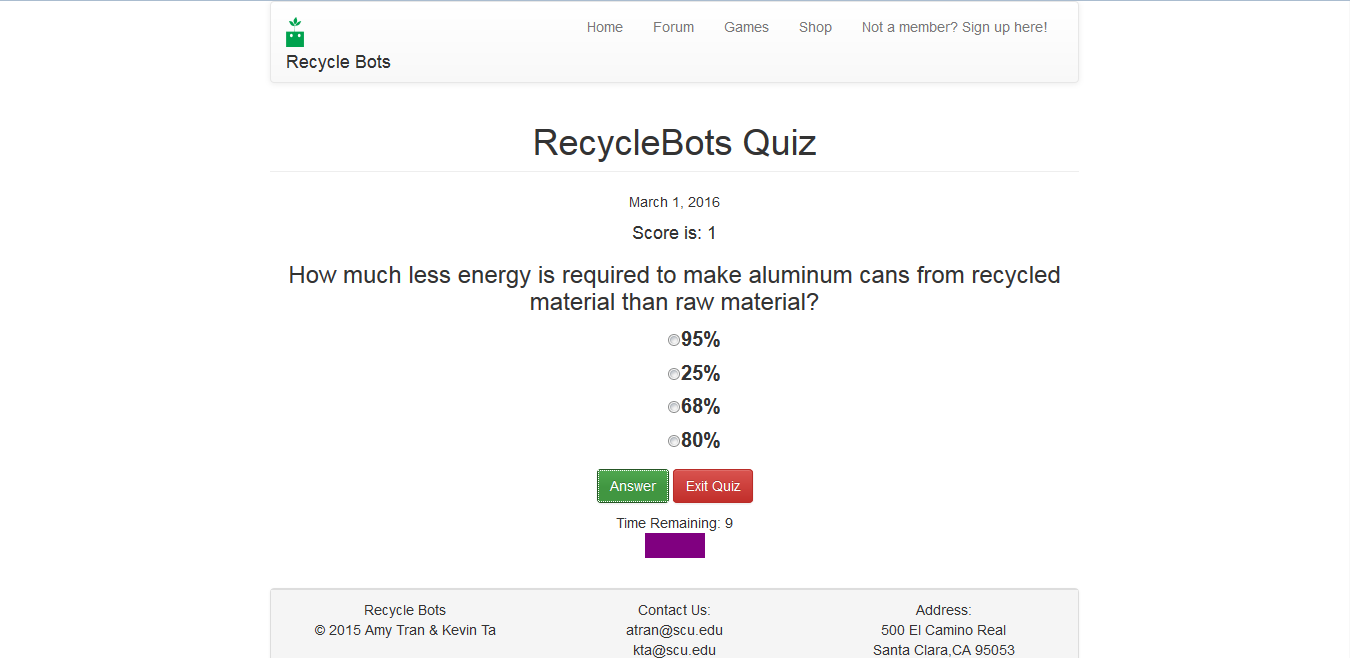 Home Forum Games Shop Not a member? Sign up here!
Recycle Bots
RecycleBots Quiz
March 1, 2016
Score is: 1
How much less energy is required to make aluminum cans from recycled
material than raw material?
95%
25%
68%
80%
Answer Exit Quiz
Time Remaining: 9
Recycle Bots
© 2015 Amy Tran & Kevin Ta
Contact Us:
atran@scu.edu
kta@scu.edu
Address:
500 El Camino Real
Santa Clara,CA 95053